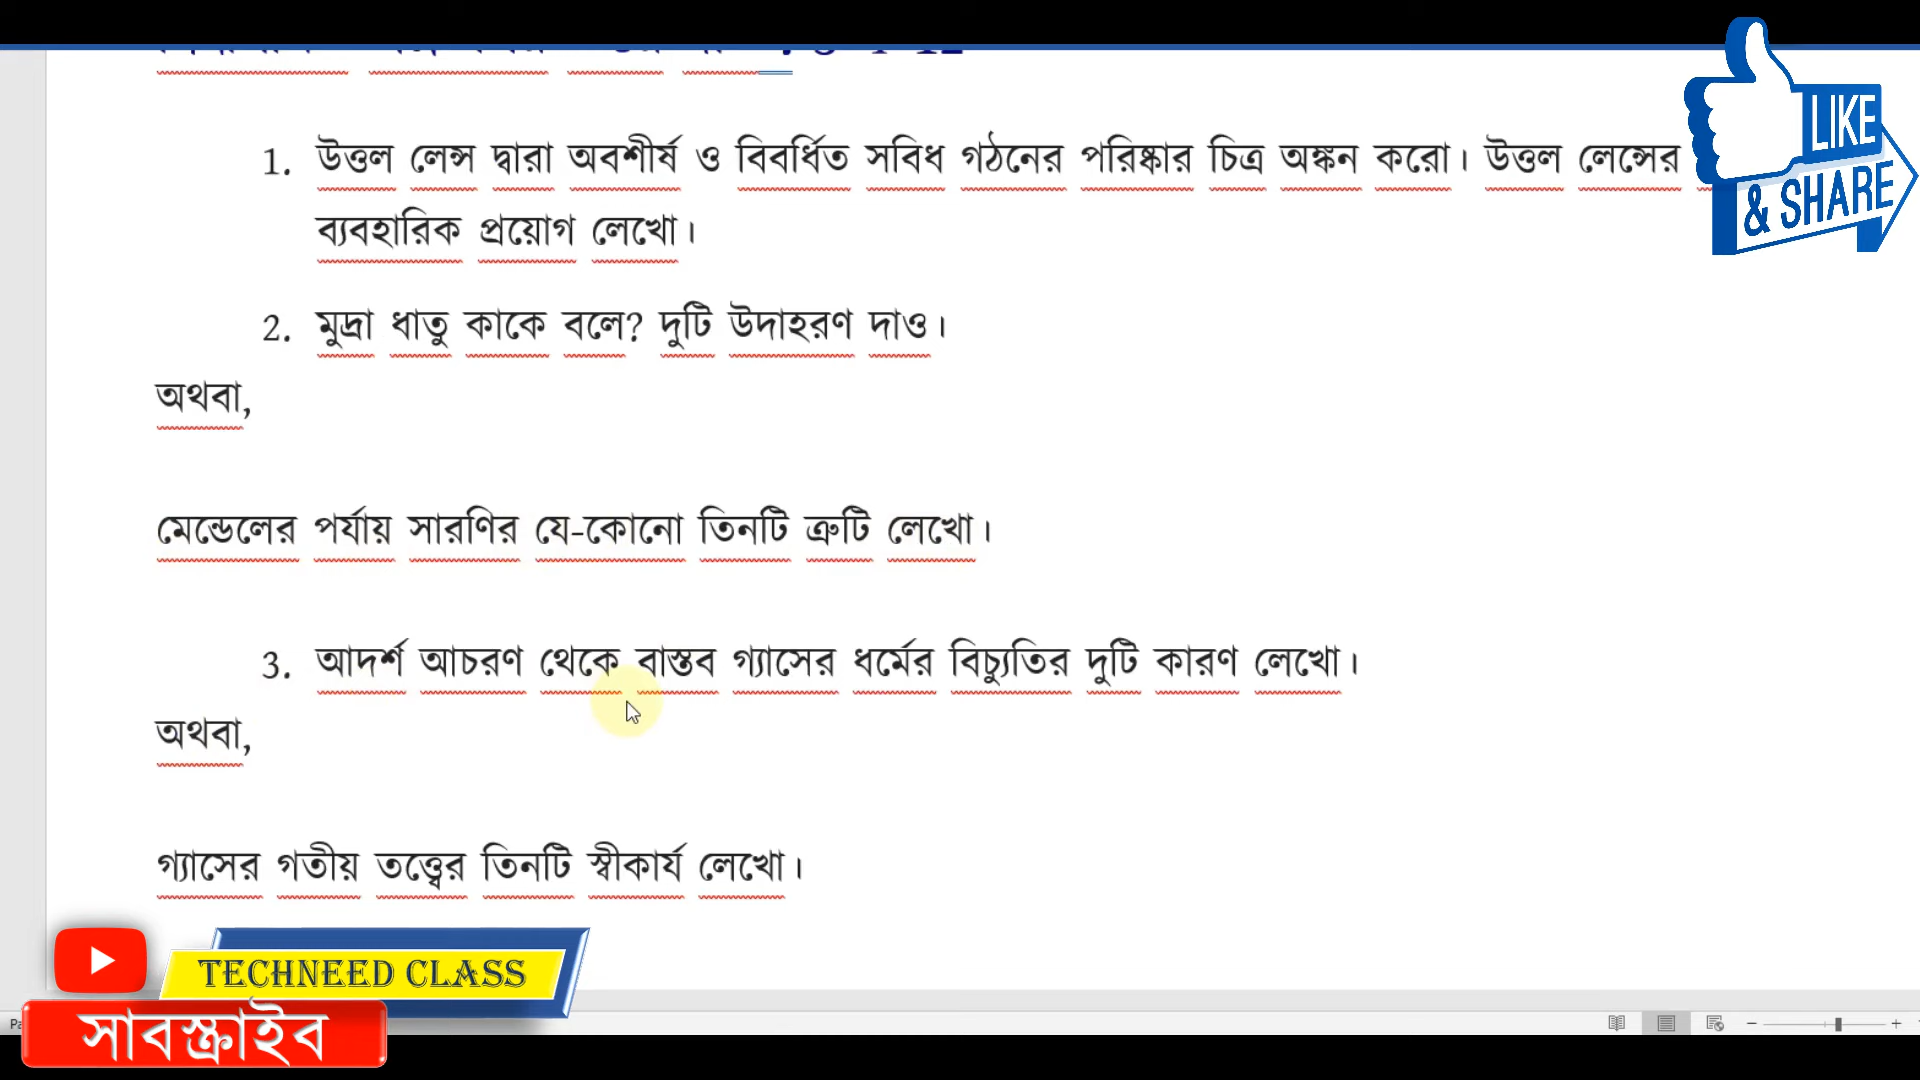 1. উত্তল লেন্স দ্বারা অবশীর্ষ ও বিবর্ধিত সবিধ গঠনের পরিষ্কার চিত্র অঙ্কন করো। উত্তল লেন্সের
ব্যবহারিক প্রয়োগ লেখো।
LIKE
& SHARE
2. মুদ্রা ধাতু কাকে বলে? দুটি উদাহরণ দাও।
অথবা,
মেন্ডেলের পর্যায় সারণির যে-কোনো তিনটি ত্রুটি লেখো।
3. আদর্শ আচরণ থেকে বাস্তব গ্যাসের ধর্মের বিচ্যুতির দুটি কারণ লেখো।
অথবা,
গ্যাসের গতীয় তত্ত্বের তিনটি স্বীকার্য লেখো।
TECHNEED CLASS
সাবস্ক্রাইব